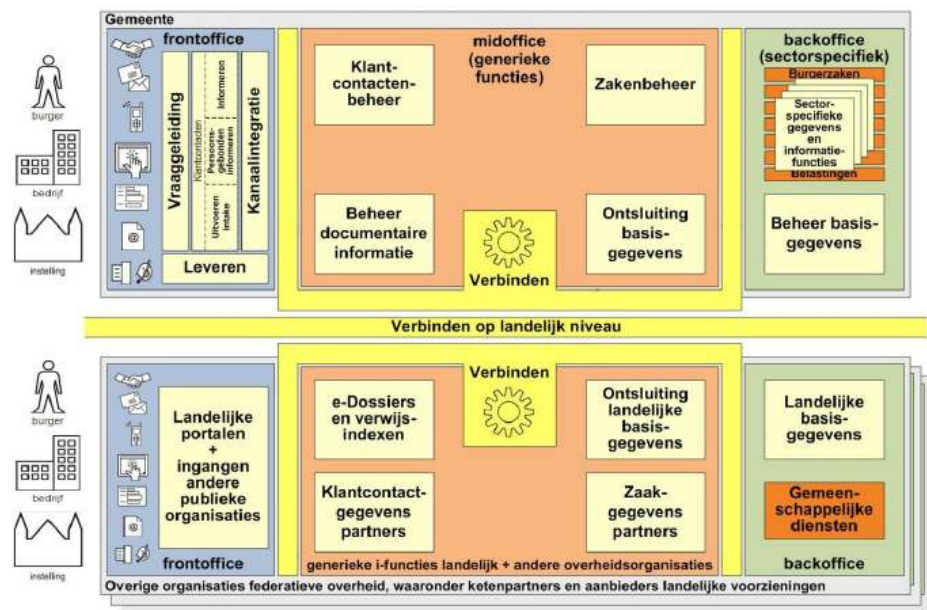 Gemeente
frontoffice
Vraaggeleiding
Klantcontacten
Informeren
Persoons-
gebonden
informeren
Uitvoeren
intake
Kanaalintegratie
Leveren
burger
bedrijf
instelling
midoffice
(generieke
functies)
Klant-
contacten-
beheer
Zakenbeheer
Beheer
documentaire
informatie
Ontsluiting
basis-
gegevens
Verbinden
backoffice
(sectorspecifiek)
Burgerzaken
Sector-
specifieke
gegevens
en
informatie-
functies
Belastingen
Beheer basis-
gegevens
Verbinden op landelijk niveau
burger
bedrijf
instelling
Landelijke
portalen
+
ingangen
andere
publieke
organisaties
frontoffice
Verbinden
e-Dossiers
en verwijs-
indexen
Ontsluiting
landelijke
basis-
gegevens
Klantcontact-
gegevens
partners
Zaak-
gegevens
partners
generieke i-functies landelijk + andere overheidsorganisaties
Landelijke
basis-
gegevens
Gemeen-
schappelijke
diensten
backoffice
Overige organisaties federatieve overheid, waaronder ketenpartners en aanbieders landelijke voorzieningen